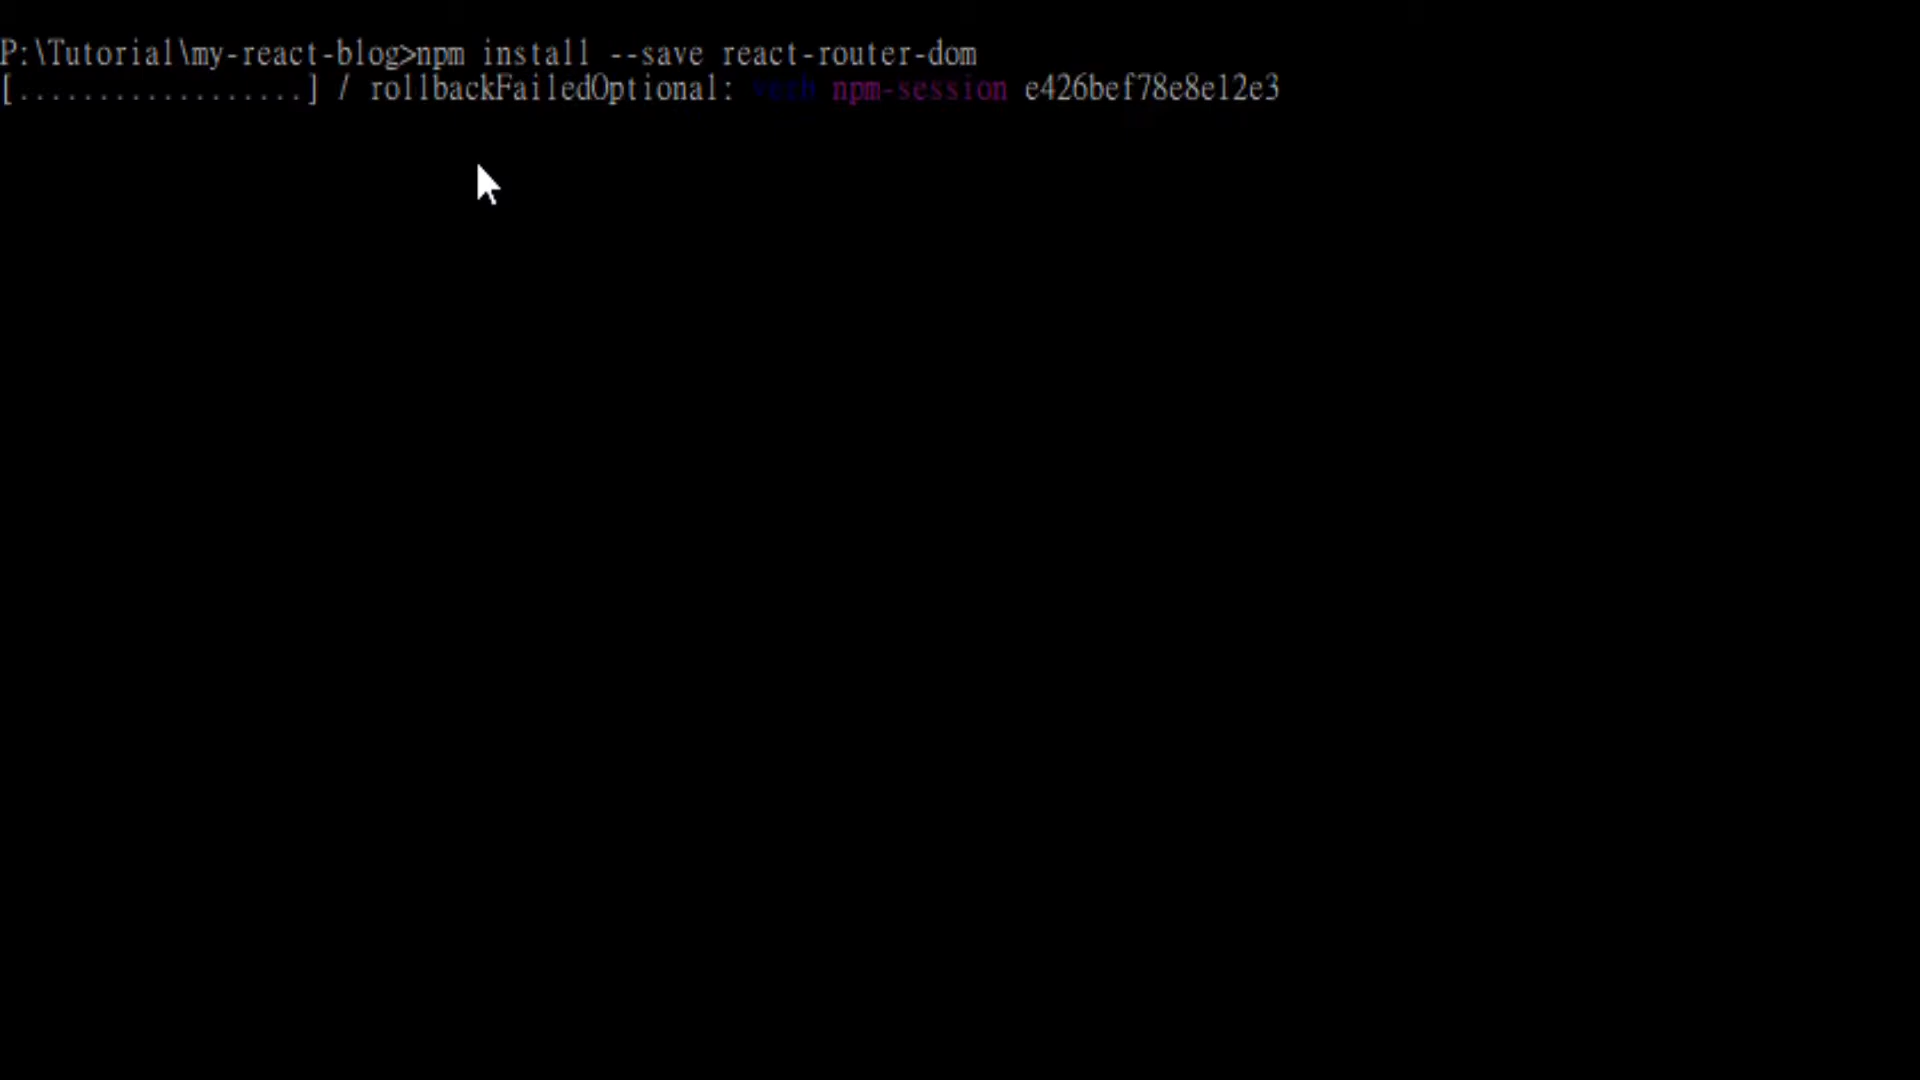 P:\Tutorial\my-react-blog>npm install --save react-router-dom
[..................] / rollbackFailedOptional: verb npm-session e426bef78e8e12e3